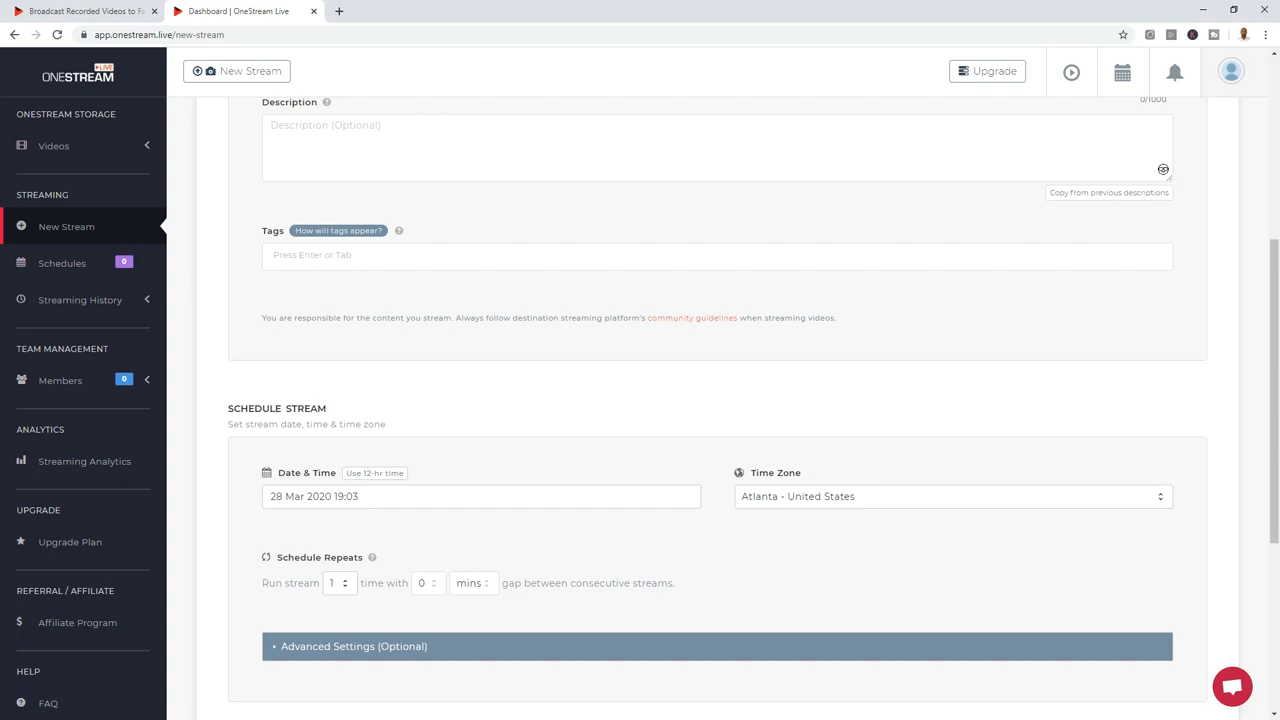 Broadcast Recorded Videos to Fa
Dashboard | OneStream Live
app.onestream.live/new-stream
LIVE
ONESTREAM
New Stream
Upgrade
ONESTREAM STORAGE
Videos
STREAMING
New Stream
Schedules 0
Streaming History
TEAM MANAGEMENT
Members 0
ANALYTICS
Streaming Analytics
UPGRADE
Upgrade Plan
REFERRAL / AFFILIATE
Affiliate Program
HELP
FAQ
Description
0/1000
Description (Optional)
Copy from previous descriptions
Tags How will tags appear?
Press Enter or Tab
You are responsible for the content you stream. Always follow destination streaming platform's community guidelines when streaming videos.
SCHEDULE STREAM
Set stream date, time & time zone
Date & Time Use 12-hr time
28 Mar 2020 19:03
Time Zone
Atlanta - United States
Schedule Repeats
Run stream 1 time with 0 mins gap between consecutive streams.
Advanced Settings (Optional)